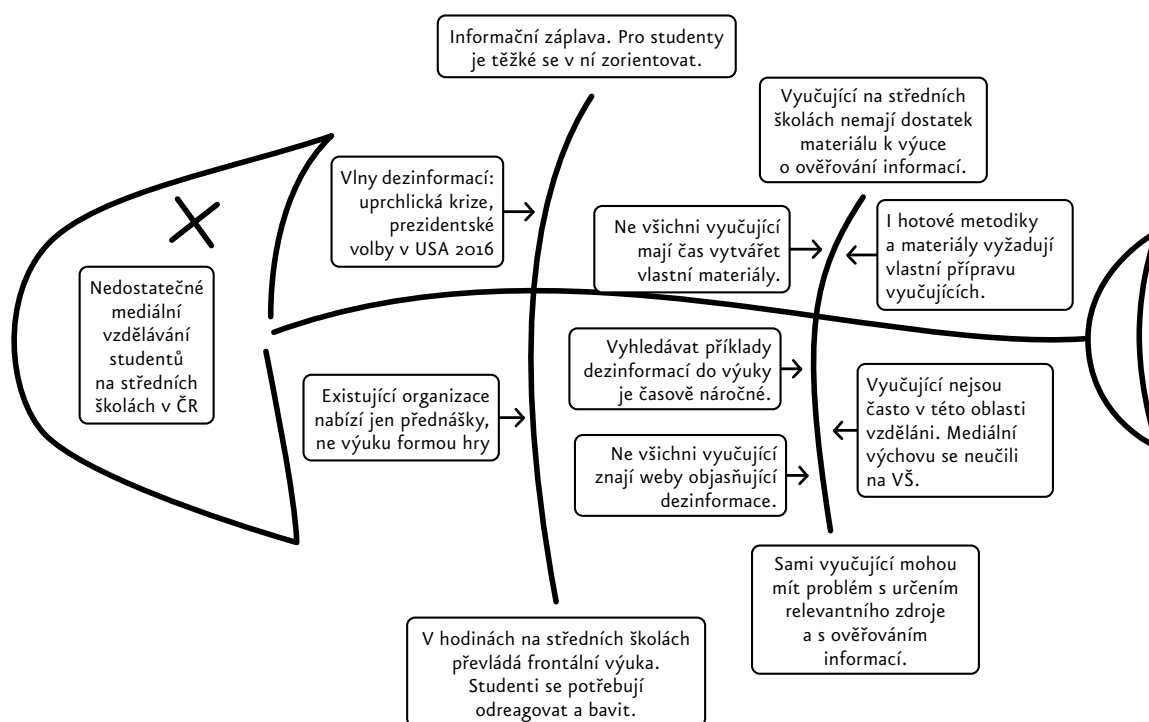 Informační záplava. Pro studenty
je těžké se v ní zorientovat.
Vyučující na středních
školách nemají dostatek
materiálu k výuce
o ověřování informací.
Vlny dezinformací:
uprchlická krize,
prezidentské
volby v USA 2016
Ne všichni vyučující
mají čas vytvářet
vlastní materiály.
I hotové metodiky
a materiály vyžadují
vlastní přípravu
vyučujících.
Nedostatečné
mediální
vzdělávání
studentů
na středních
školách v ČR
Existující organizace
nabízí jen přednášky,
ne výuku formou hry
Vyhledávat příklady
dezinformací do výuky
je časově náročné.
Vyučující nejsou
často v této oblasti
vzděláni. Mediální
výchovu se neučili
na VŠ.
Ne všichni vyučující
znají weby objasňující
dezinformace.
Sami vyučující mohou
mít problém s určením
relevantního zdroje
a s ověřováním
informací.
V hodinách na středních školách
převládá frontální výuka.
Studenti se potřebují
odreagovat a bavit.